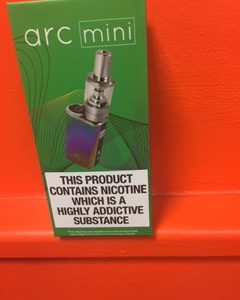 arc mini
THIS PRODUCT
CONTAINS NICOTINE
WHICH IS A
HIGHLY ADDICTIVE
SUBSTANCE